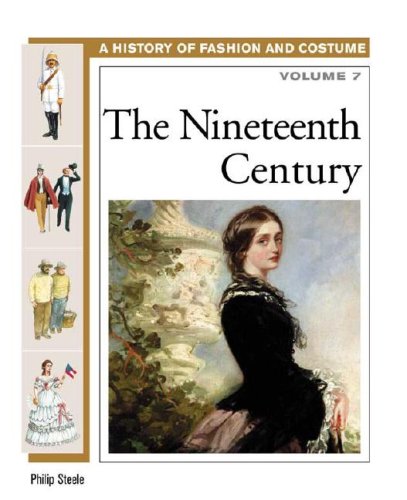 A HISTORY OF FASHION AND COSTUME
VOLUME 7
The Nineteenth
Century
Philip Steele